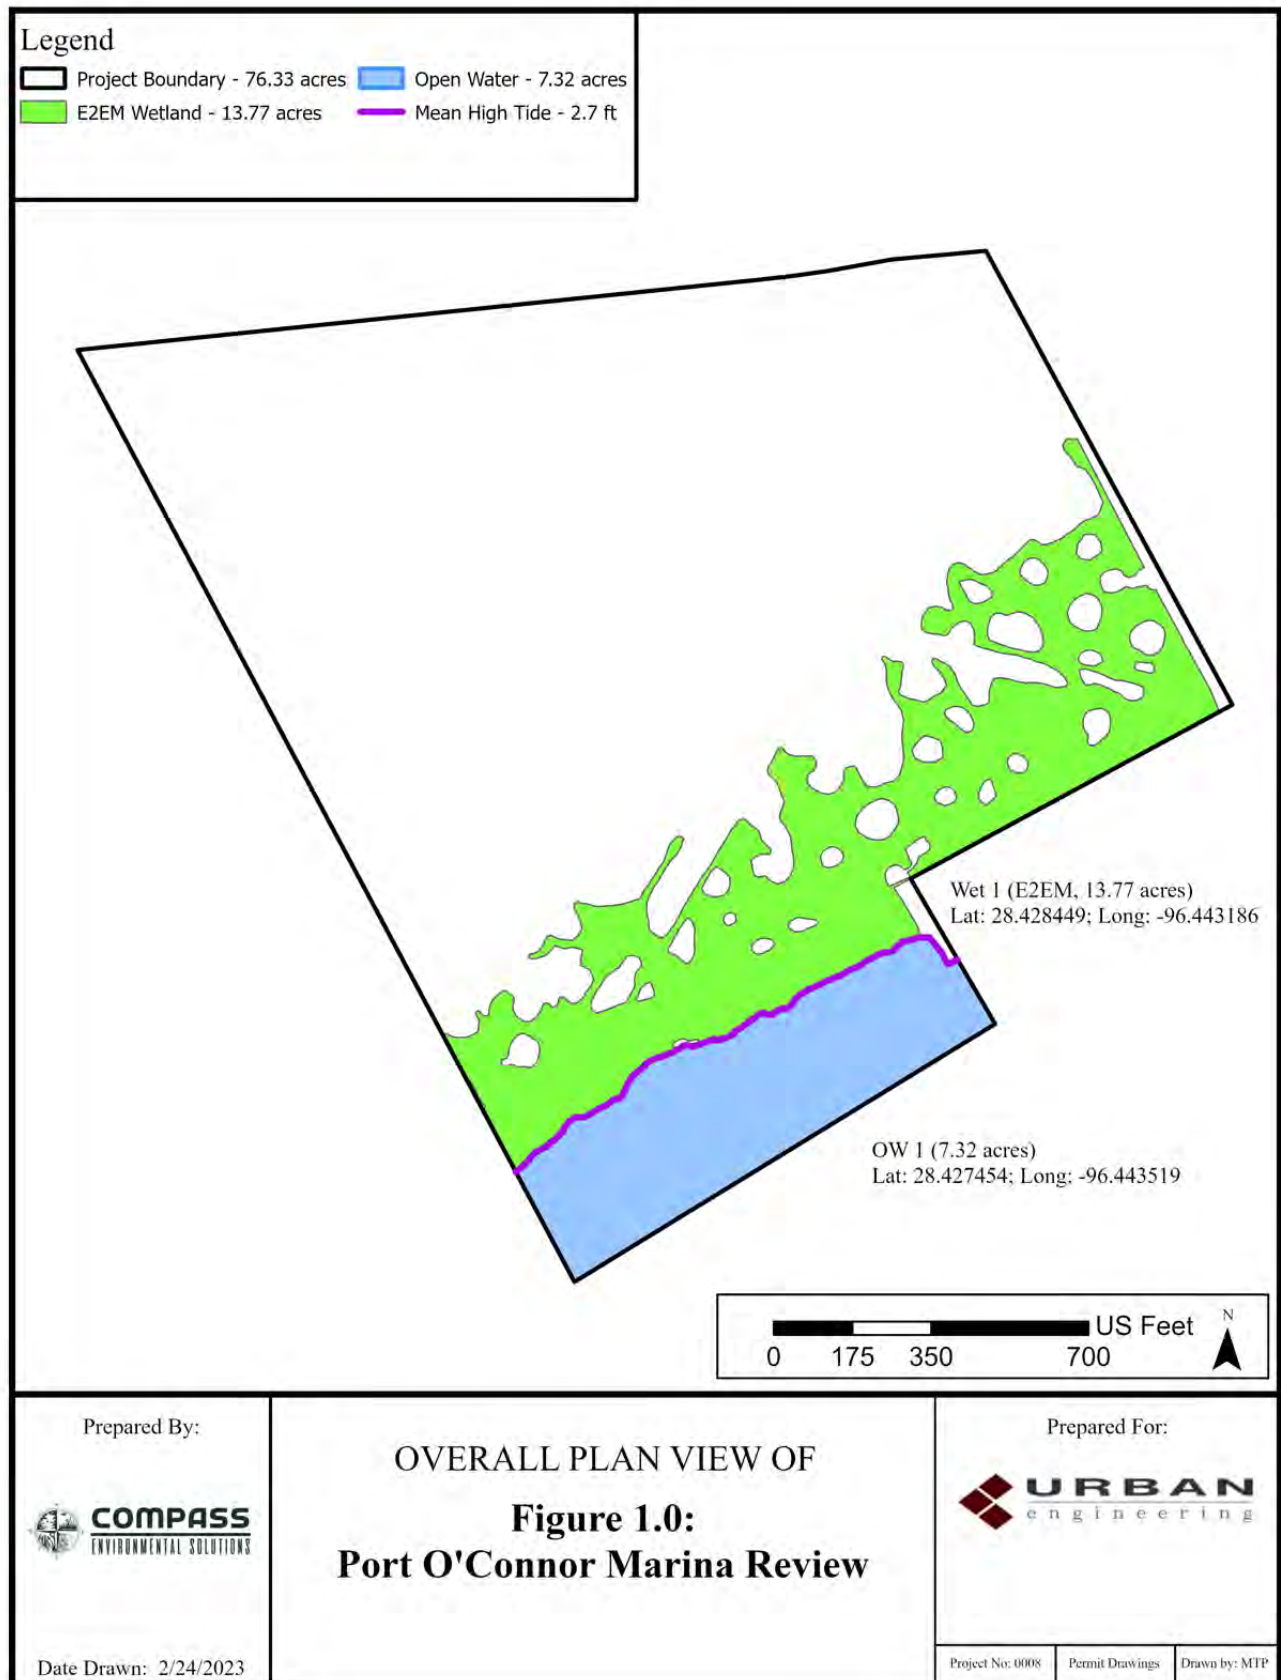 Legend
Project Boundary - 76.33 acres
Open Water - 7.32 acres
E2EM Wetland - 13.77 acres
Mean High Tide - 2.7 ft
Wet 1 (E2EM, 13.77 acres)
Lat: 28.428449; Long: -96.443186
OW 1 (7.32 acres)
Lat: 28.427454; Long: -96.443519
US Feet
N
0 175 350 700
Prepared By:
COMPASS
ENVIRONMENTAL SOLUTIONS
Date Drawn: 2/24/2023
OVERALL PLAN VIEW OF
Figure 1.0:
Port O'Connor Marina Review
Prepared For:
URBAN
engineering
Project No: 0008
Permit Drawings
Drawn by: MTP